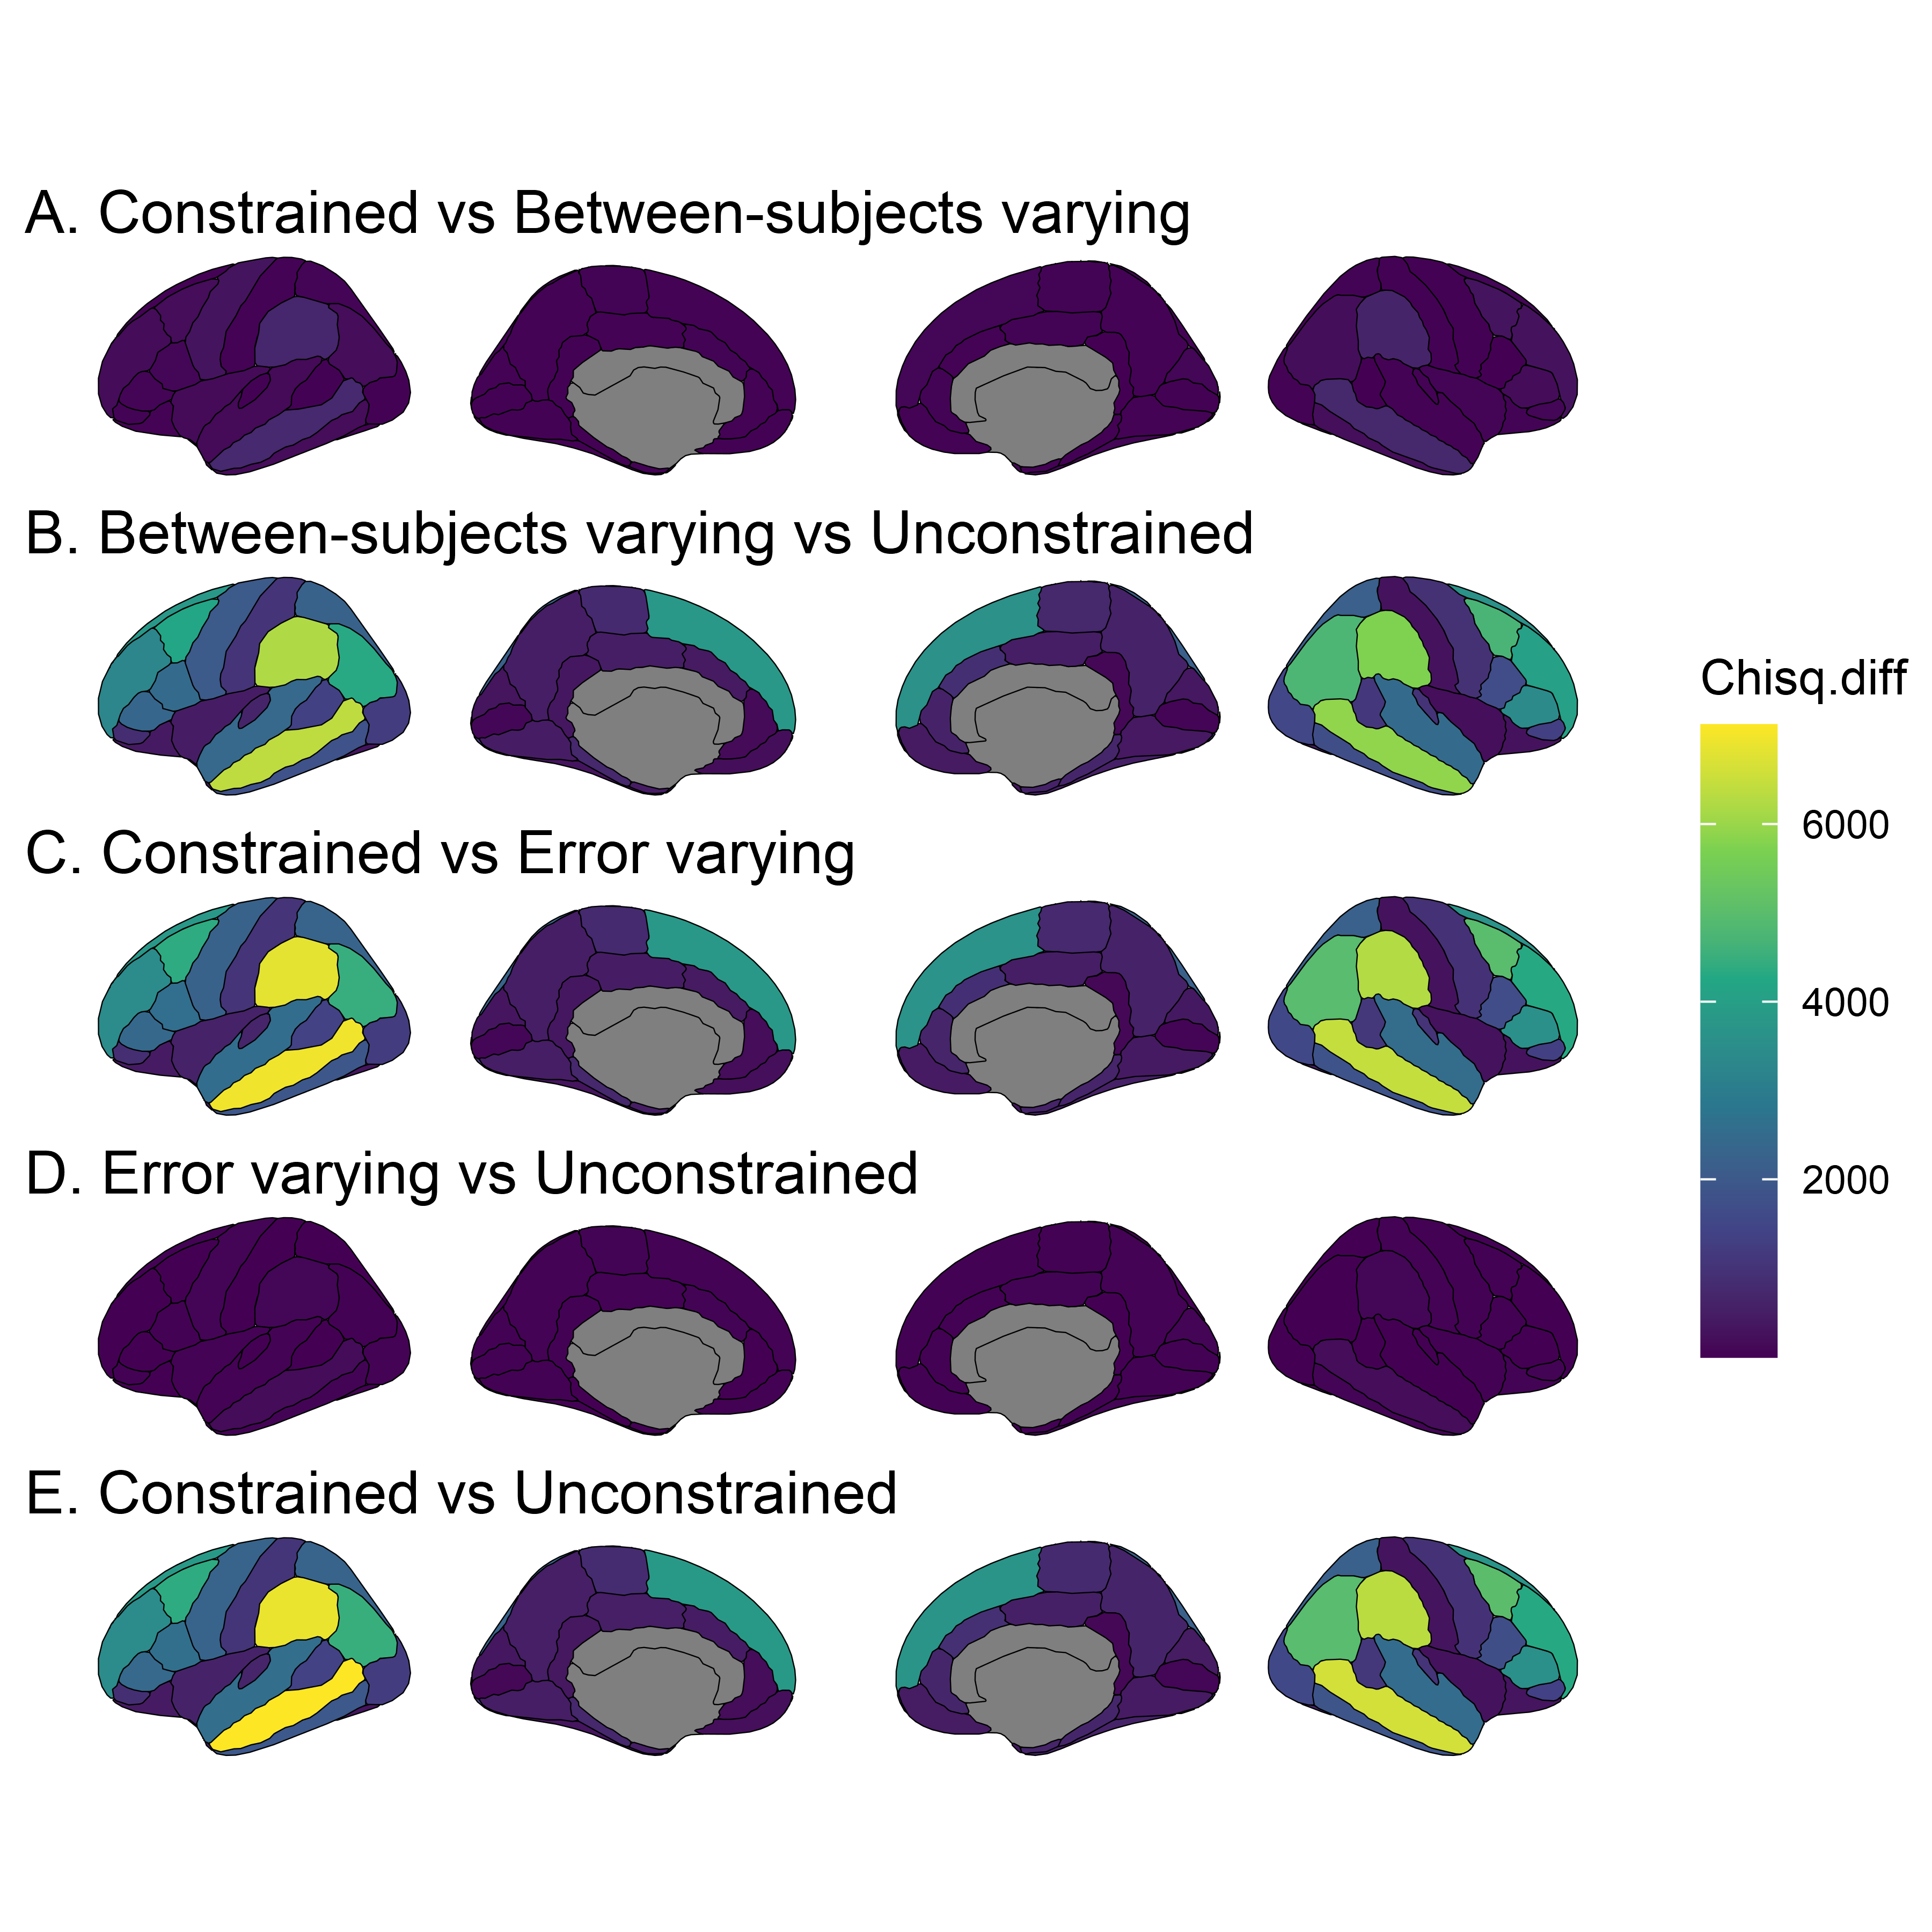 A. Constrained vs Between-subjects varying
B. Between-subjects varying vs Unconstrained
Chisq.diff
6000
4000
2000
C. Constrained vs Error varying
D. Error varying vs Unconstrained
E. Constrained vs Unconstrained